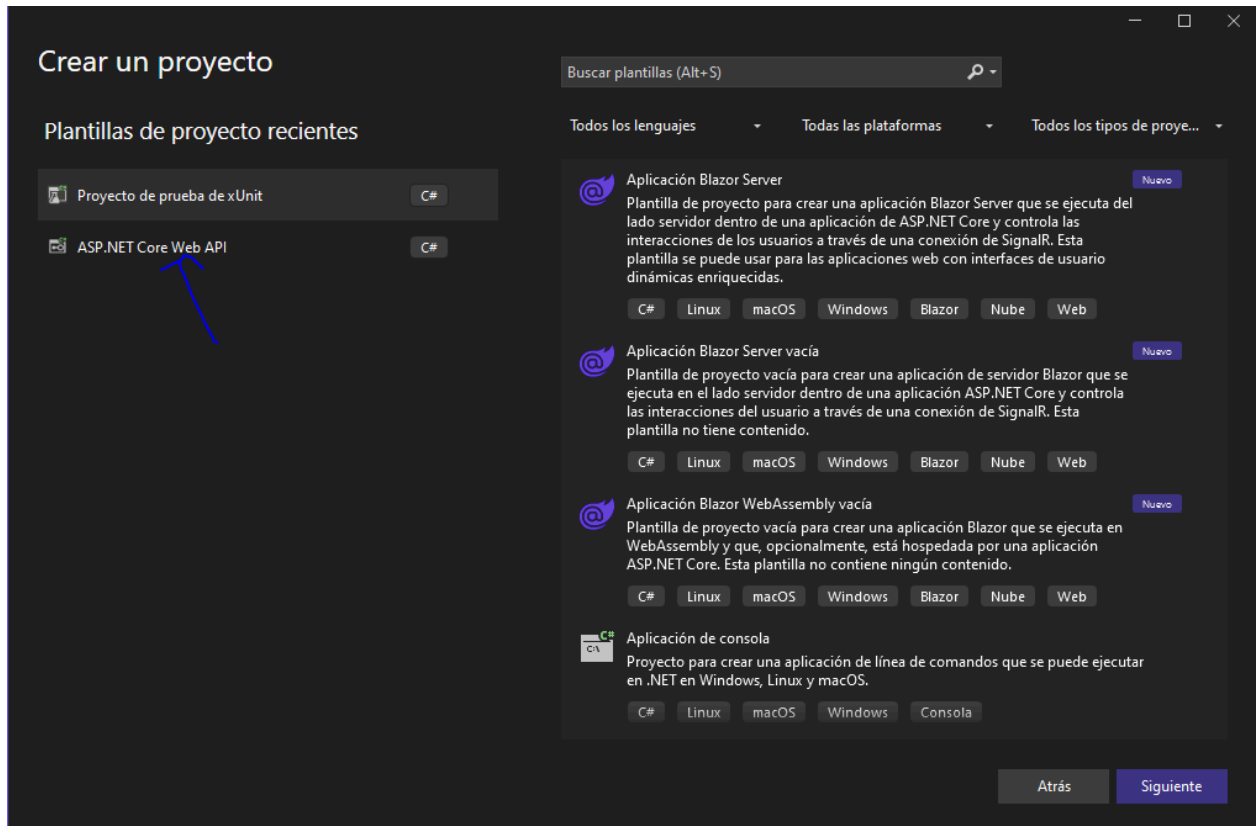 Crear un proyecto
Plantillas de proyecto recientes
Proyecto de prueba de xUnit C#
ASP.NET Core Web API C#
Buscar plantillas (Alt+S)
Todos los lenguajes Todas las plataformas Todos los tipos de proye...
Aplicación Blazor Server Nuevo
Plantilla de proyecto para crear una aplicación Blazor Server que se ejecuta del
lado servidor dentro de una aplicación de ASP.NET Core y controla las
interacciones de los usuarios a través de una conexión de SignalR. Esta
plantilla se puede usar para las aplicaciones web con interfaces de usuario
dinámicas enriquecidas.
C# Linux macOS Windows Blazor Nube Web
Aplicación Blazor Server vacía Nuevo
Plantilla de proyecto vacía para crear una aplicación de servidor Blazor que se
ejecuta en el lado servidor dentro de una aplicación ASP.NET Core y controla
las interacciones del usuario a través de una conexión de SignalR. Esta
plantilla no tiene contenido.
C# Linux macOS Windows Blazor Nube Web
Aplicación Blazor WebAssembly vacía Nuevo
Plantilla de proyecto vacía para crear una aplicación Blazor que se ejecuta en
WebAssembly y que, opcionalmente, está hospedada por una aplicación
ASP.NET Core. Esta plantilla no contiene ningún contenido.
C# Linux macOS Windows Blazor Nube Web
Aplicación de consola
Proyecto para crear una aplicación de línea de comandos que se puede ejecutar
en .NET en Windows, Linux y macOS.
C# Linux macOS Windows Consola
Atrás Siguiente